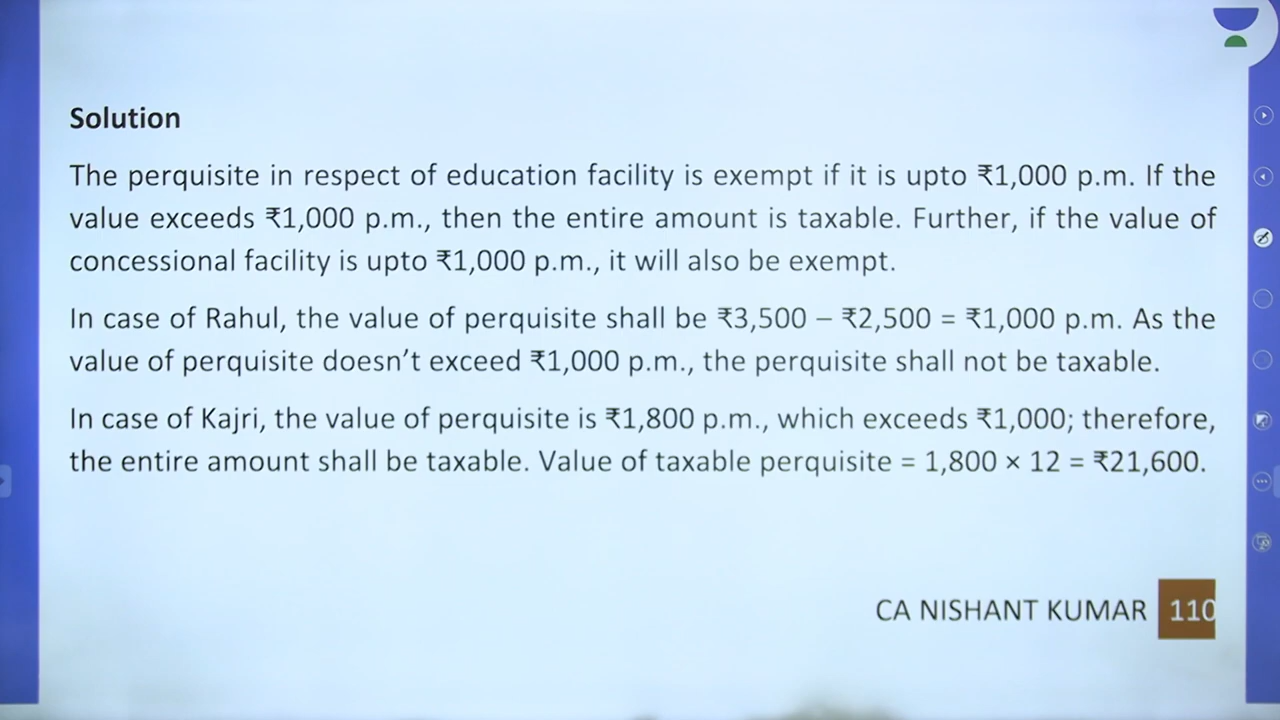 Solution
The perquisite in respect of education facility is exempt if it is upto ₹1,000 p.m. If the
value exceeds ₹1,000 p.m., then the entire amount is taxable. Further, if the value of
concessional facility is upto ₹1,000 p.m., it will also be exempt.
In case of Rahul, the value of perquisite shall be ₹3,500 – ₹2,500 = ₹1,000 p.m. As the
value of perquisite doesn’t exceed ₹1,000 p.m., the perquisite shall not be taxable.
In case of Kajri, the value of perquisite is ₹1,800 p.m., which exceeds ₹1,000; therefore,
the entire amount shall be taxable. Value of taxable perquisite = 1,800 × 12 = ₹21,600.
CA NISHANT KUMAR 110